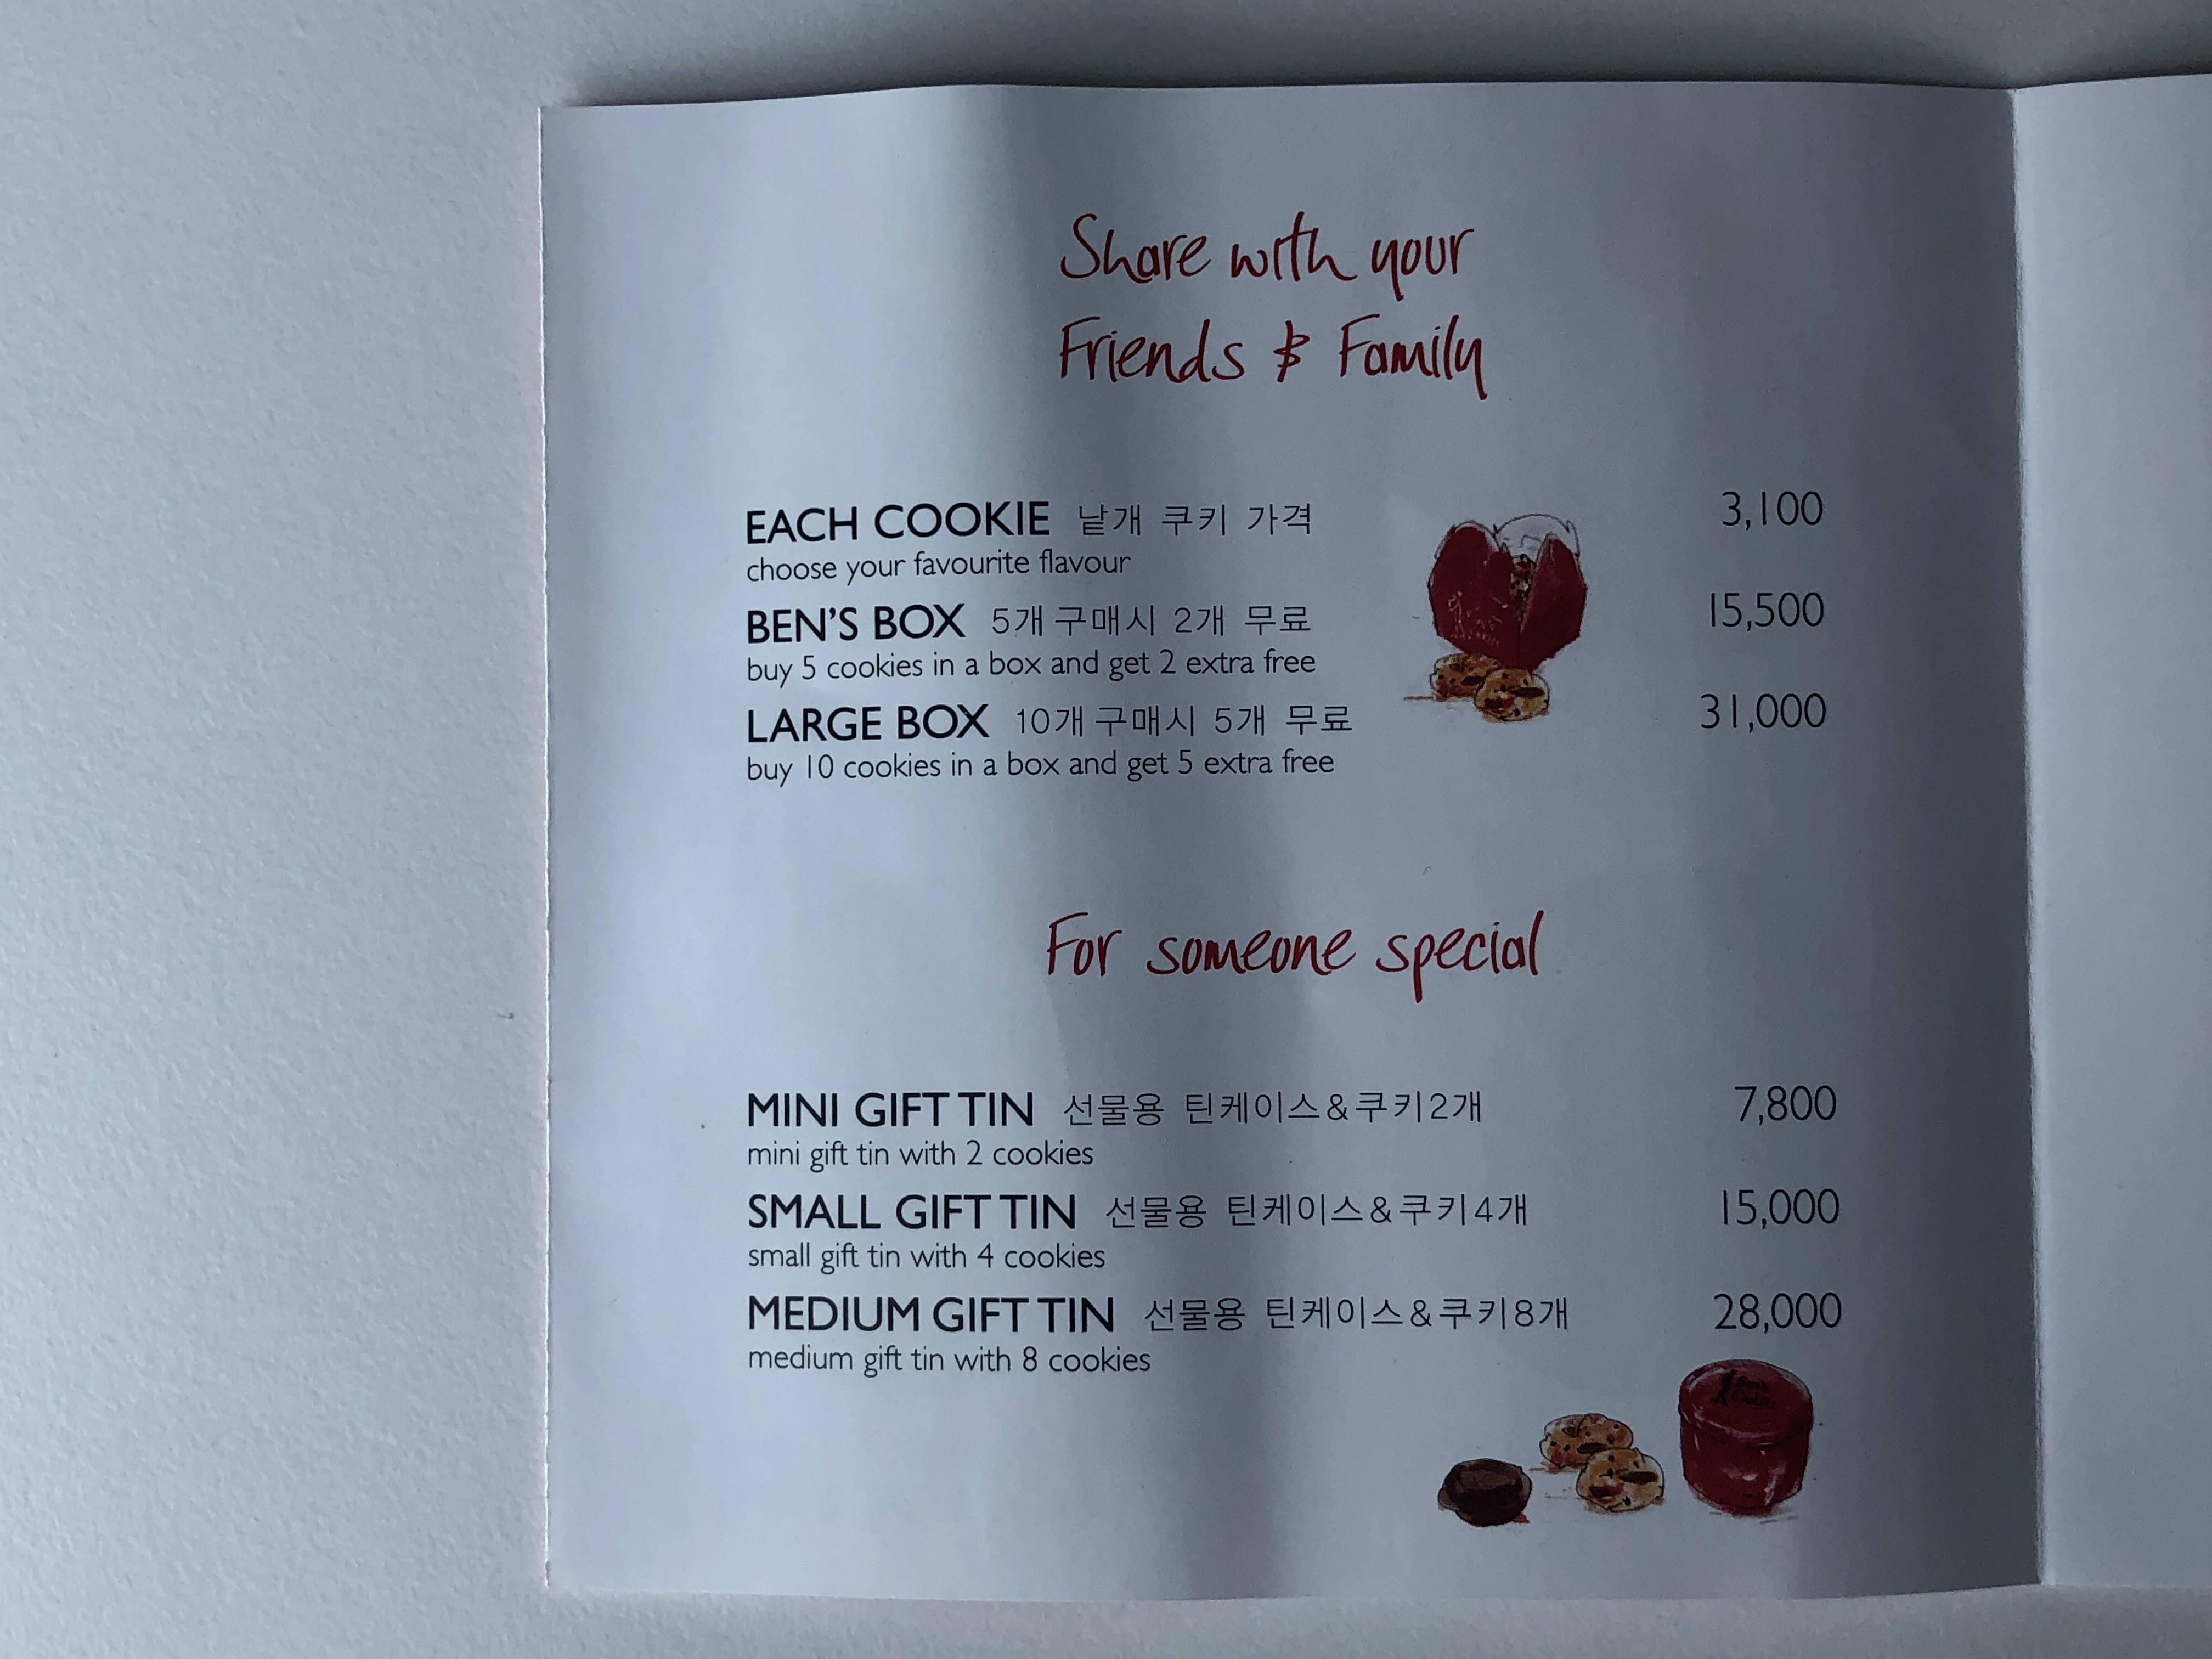 Share with your
Friends & Family
EACH COOKIE 낱개 쿠키 가격 3,100
choose your favourite flavour
BEN'S BOX 5개 구매시 2개 무료 15,500
buy 5 cookies in a box and get 2 extra free
LARGE BOX 10개 구매시 5개 무료 31,000
buy 10 cookies in a box and get 5 extra free
For someone special
MINI GIFT TIN 선물용 틴케이스&쿠키2개 7,800
mini gift tin with 2 cookies
SMALL GIFT TIN 선물용 틴케이스&쿠키4개 15,000
small gift tin with 4 cookies
MEDIUM GIFT TIN 선물용 틴케이스&쿠키8개 28,000
medium gift tin with 8 cookies